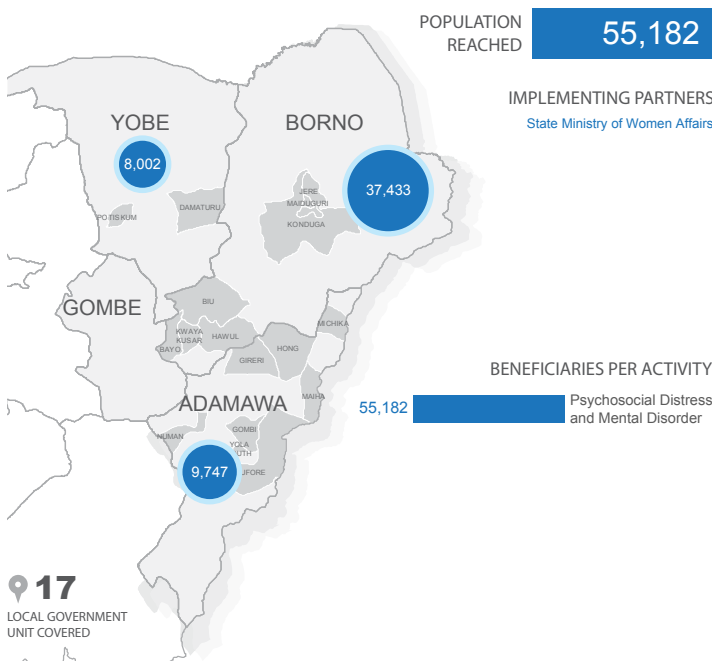 POPULATION
REACHED
55,182
IMPLEMENTING PARTNERS
State Ministry of Women Affairs
YOBE
BORNO
8,002
37,433
JERE
MAIDUGURI
KONDUGA
DAMATURU
POTISKUM
GOMBE
BIU
KWAYA
KUSAR
HAWUL
BAYO
MICHIKA
HONG
GIRERI
MAIHA
BENEFICIARIES PER ACTIVITY
55,182
Psychosocial Distress
and Mental Disorder
ADAMAWA
NUMAN
GOMBI
YOLA
UTH
9,747
UFORE
17
LOCAL GOVERNMENT
UNIT COVERED